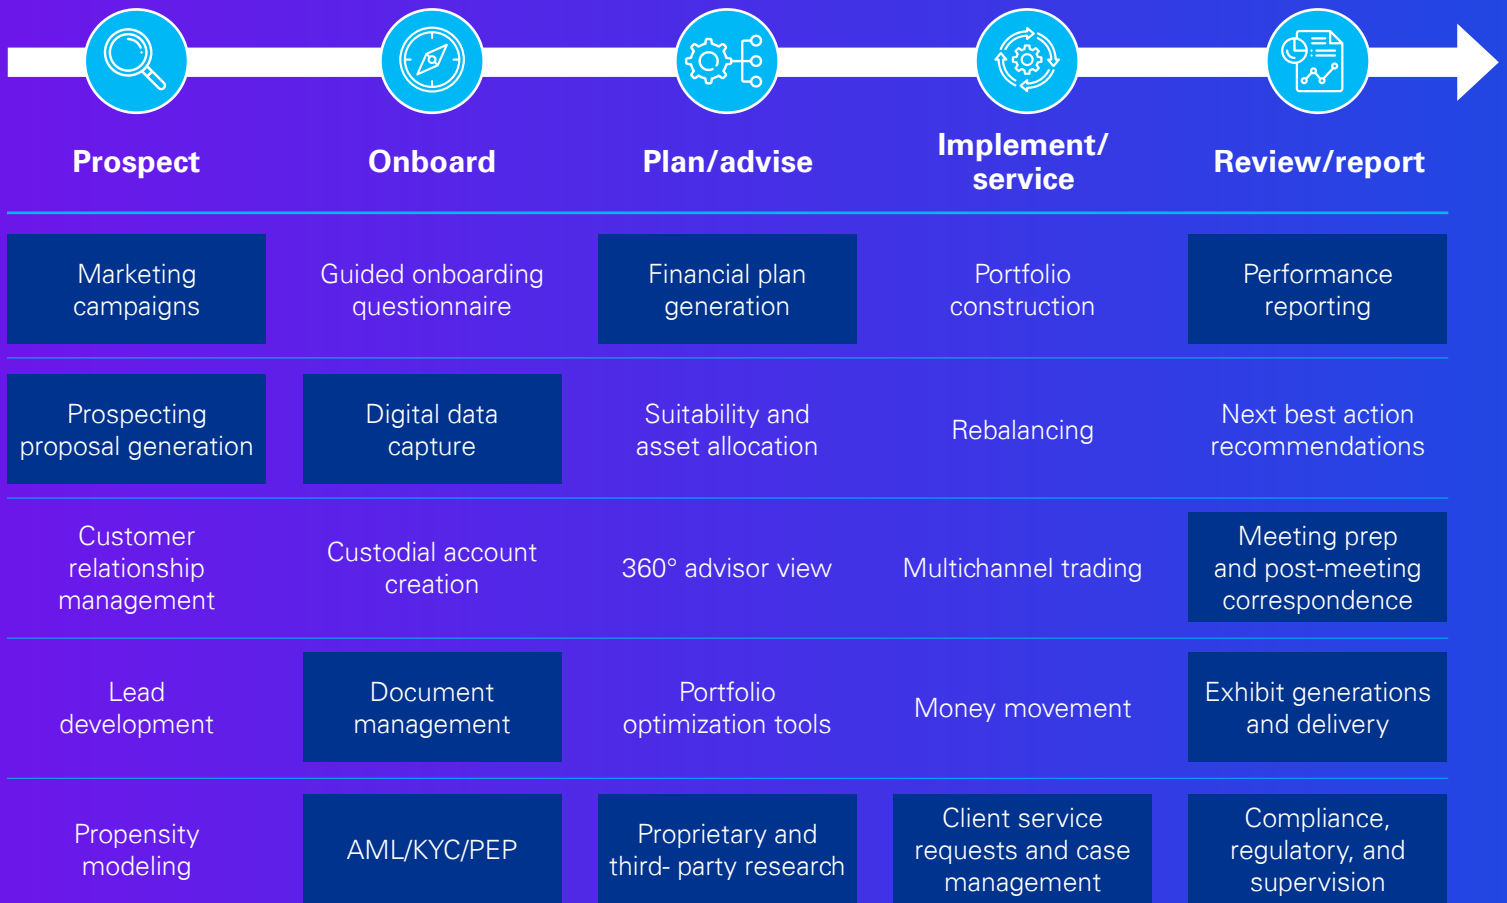 Prospect
Onboard
Plan/advise
Implement/
service
Review/report
Marketing
campaigns
Guided onboarding
questionnaire
Financial plan
generation
Portfolio
construction
Performance
reporting
Prospecting
proposal generation
Digital data
capture
Suitability and
asset allocation
Rebalancing
Next best action
recommendations
Customer
relationship
management
Custodial account
creation
360° advisor view
Multichannel trading
Meeting prep
and post-meeting
correspondence
Lead
development
Document
management
Portfolio
optimization tools
Money movement
Exhibit generations
and delivery
Propensity
modeling
AML/KYC/PEP
Proprietary and
third- party research
Client service
requests and case
management
Compliance,
regulatory, and
supervision